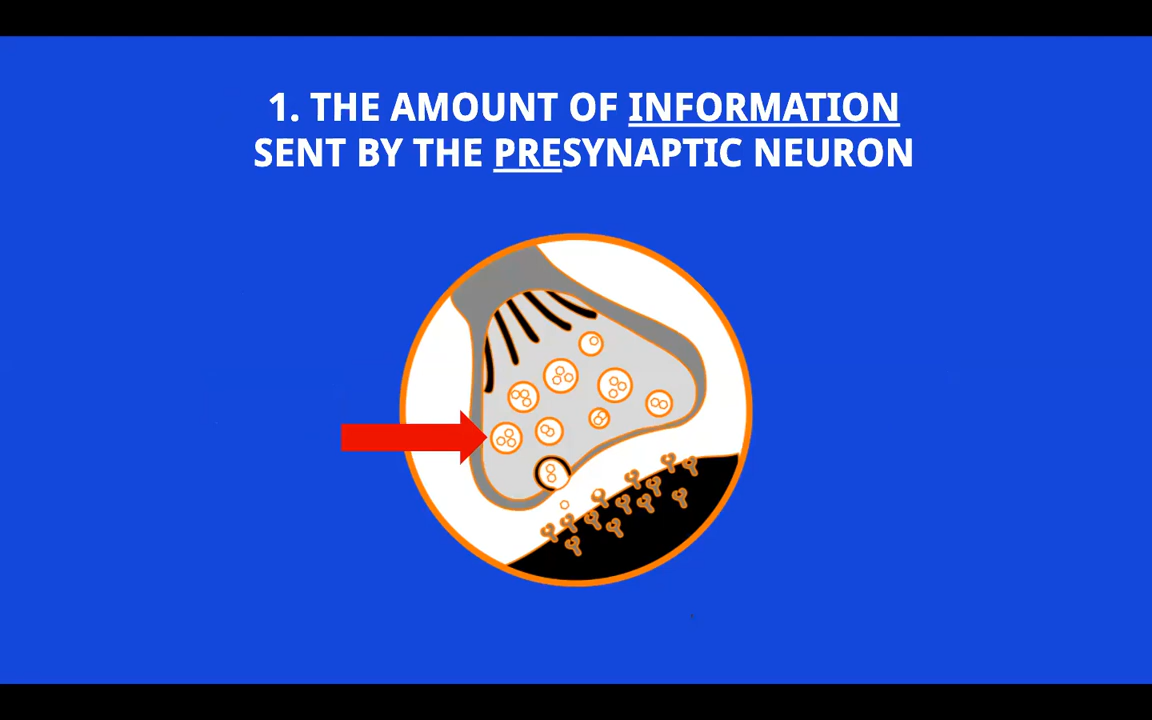 1. THE AMOUNT OF INFORMATION
SENT BY THE PRESYNAPTIC NEURON